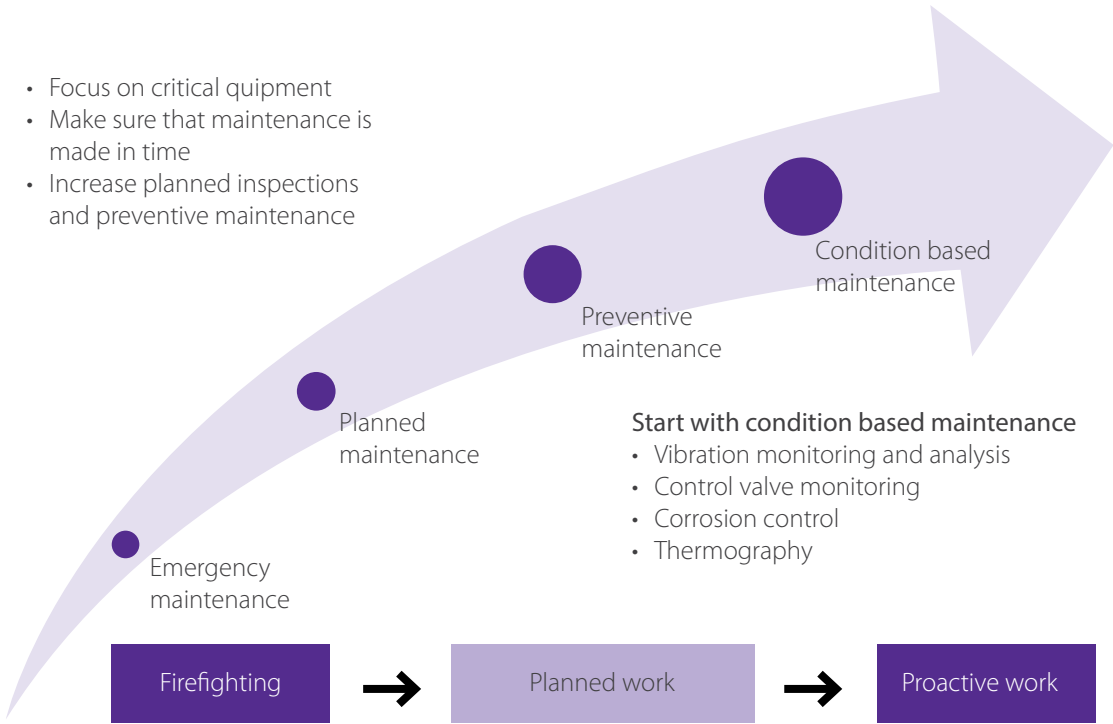 • Focus on critical quipment
• Make sure that maintenance is
made in time
• Increase planned inspections
and preventive maintenance
Condition based
maintenance
Preventive
maintenance
Planned
maintenance
Emergency
maintenance
Start with condition based maintenance
• Vibration monitoring and analysis
• Control valve monitoring
• Corrosion control
• Thermography
Firefighting
Planned work
Proactive work